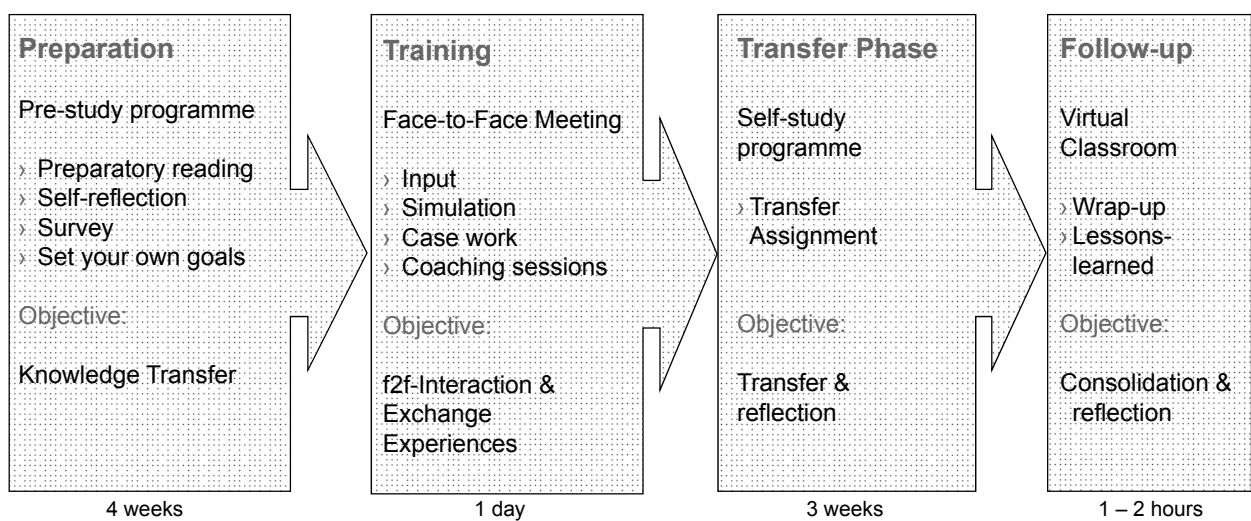 Preparation
Pre-study programme
› Preparatory reading
› Self-reflection
› Survey
› Set your own goals
Objective:
Knowledge Transfer
4 weeks
Training
Face-to-Face Meeting
› Input
› Simulation
› Case work
› Coaching sessions
Objective:
f2f-Interaction &
Exchange
Experiences
1 day
Transfer Phase
Self-study
programme
› Transfer
Assignment
Objective:
Transfer &
reflection
3 weeks
Follow-up
Virtual
Classroom
› Wrap-up
› Lessons-
learned
Objective:
Consolidation &
reflection
1 – 2 hours